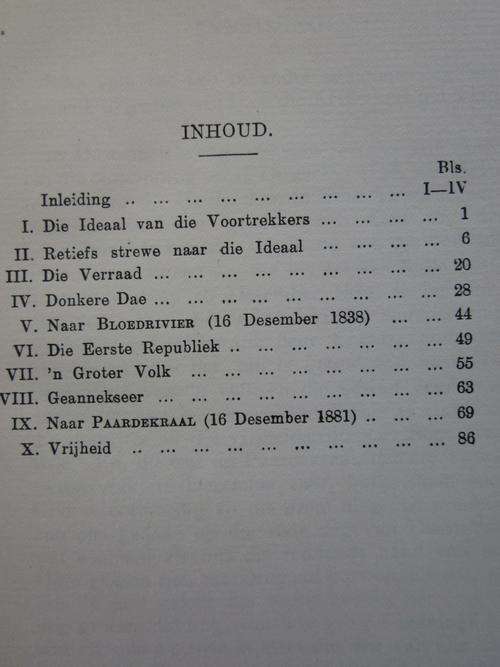 INHOUD.
Bls.
Inleiding .. ... ... ... ... ... ... ... ... I—IV
I. Die Ideaal van die Voortrekkers ... ... ... ... 1
II. Retiefs strewe naar die Ideaal ... ... ... ... 6
III. Die Verraad ... ... ... ... ... ... ... ... ... 20
IV. Donkere Dae ... ... ... ... ... ... ... ... ... 28
V. Naar BLOEDRIVIER (16 Desember 1838) ... ... 44
VI. Die Eerste Republiek .. ... ... ... ... ... ... 49
VII. 'n Groter Volk ... ... ... ... ... ... ... ... 55
VIII. Geannekseer ... ... ... ... ... ... ... ... ... 63
IX. Naar PAARDEKRAAL (16 Desember 1881) .. ... ... 69
X. Vrijheid .. ... ... ... ... ... ... ... ... ... 86